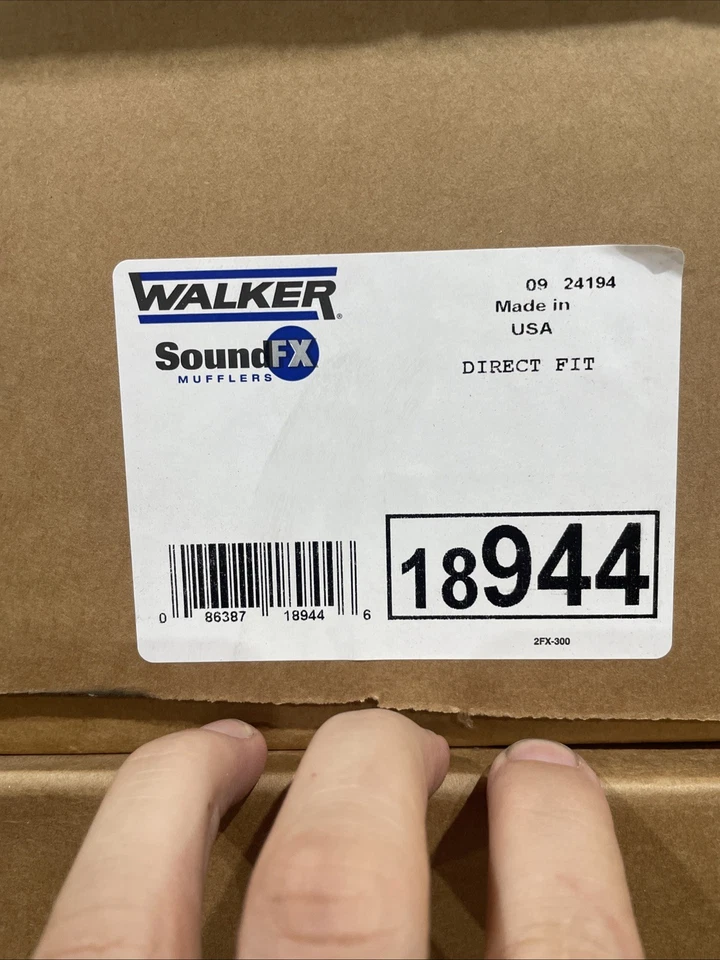 WALKER®
SoundFX
MUFFLERS
09 24194
Made in
USA
DIRECT FIT
0 86387 18944 6
18944
2FX-300